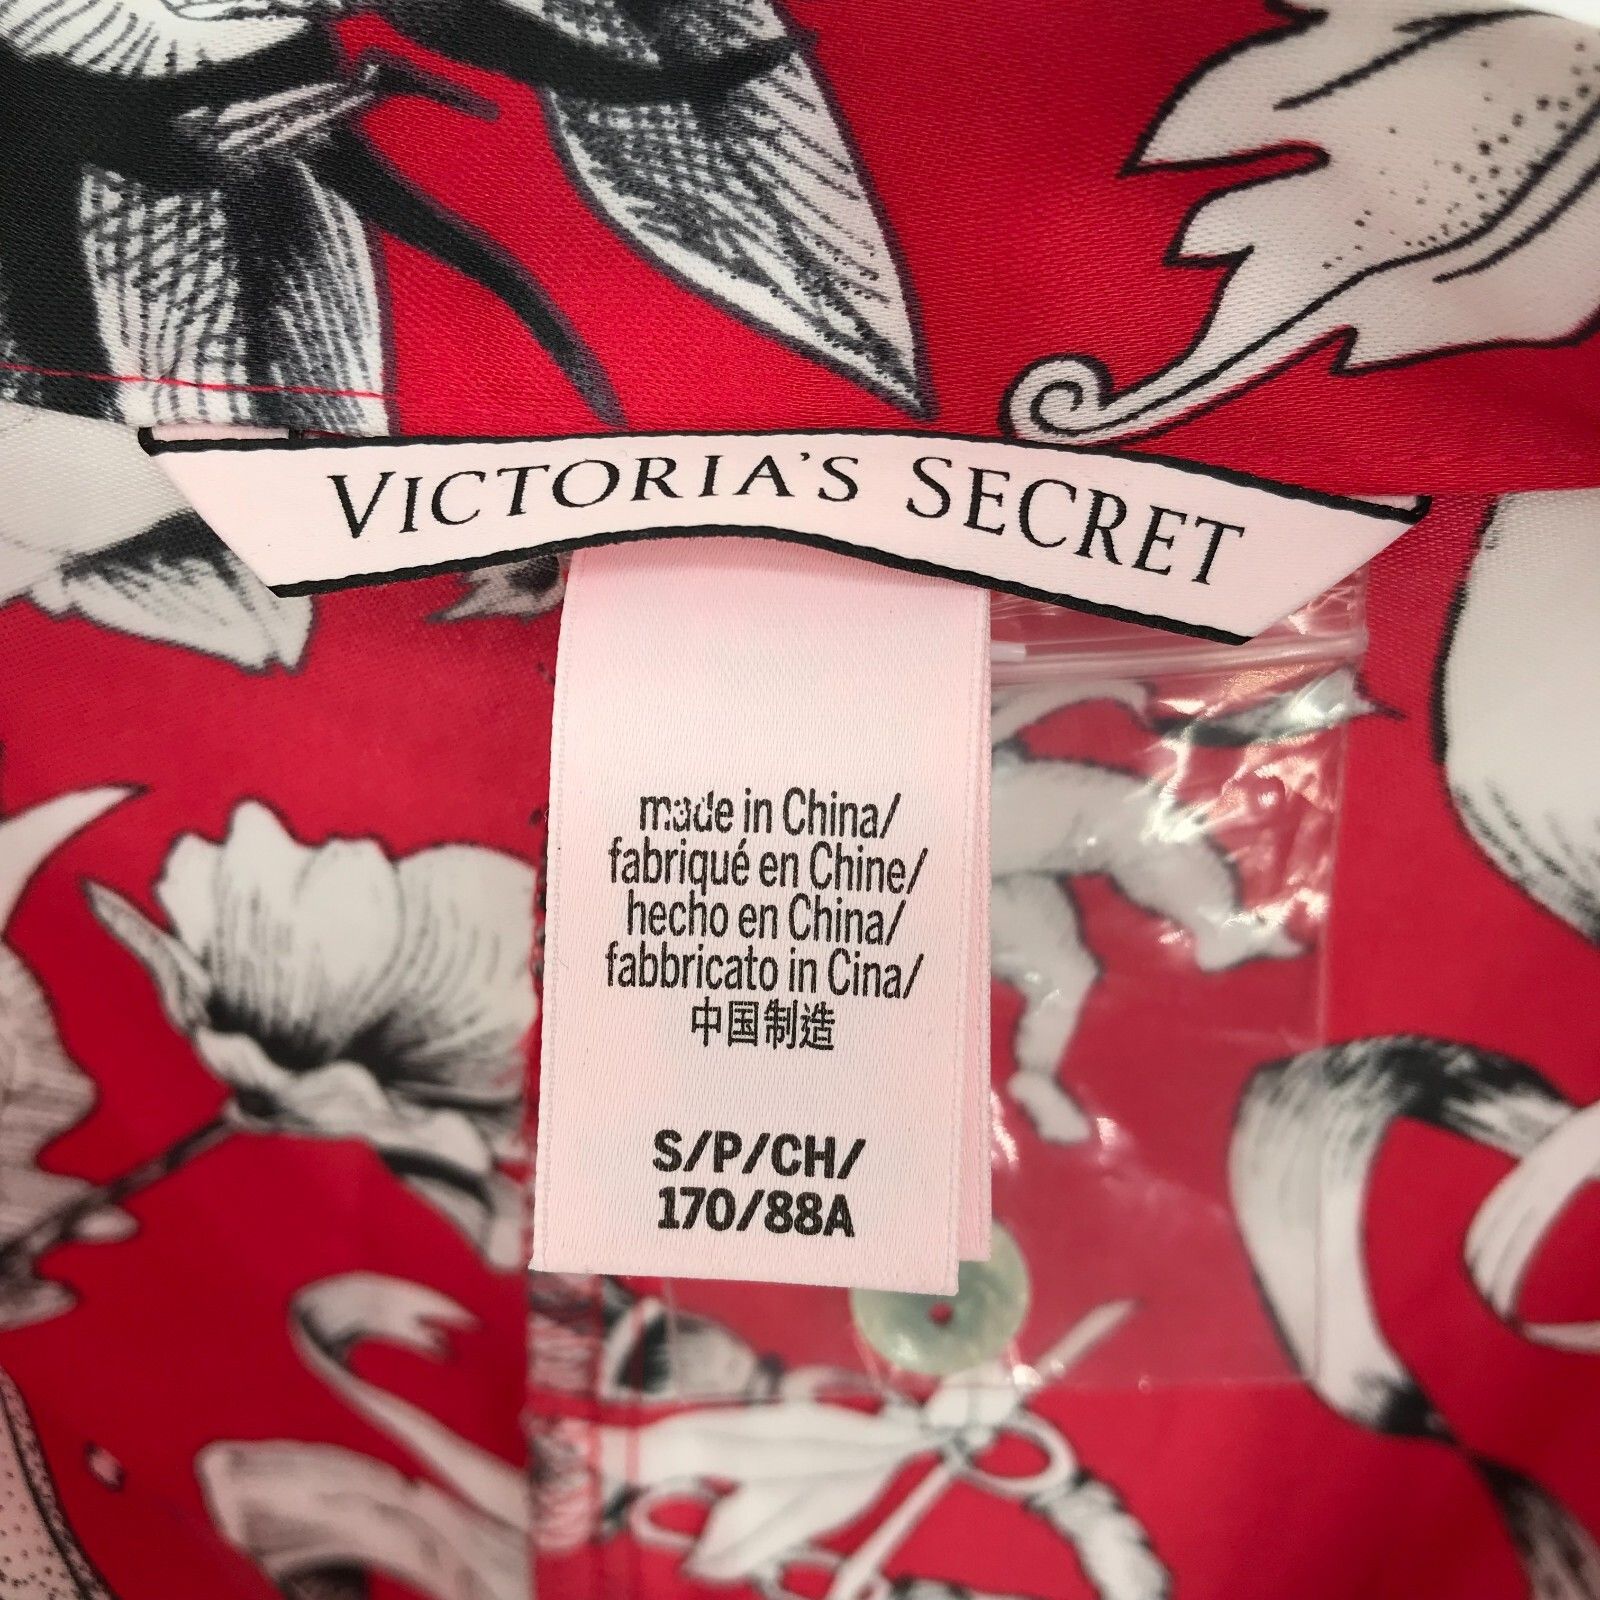 VICTORIA'S SECRET
made in China/
fabriqué en Chine/
hecho en China/
fabbricato in Cina/
中国制造
S/P/CH/
170/88A